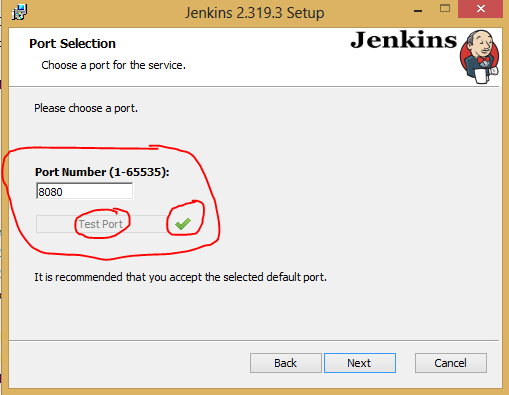 Jenkins 2.319.3 Setup
Port Selection
Choose a port for the service.
Jenkins
Please choose a port.
Port Number (1-65535):
8080
Test Port
It is recommended that you accept the selected default port.
Back
Next
Cancel